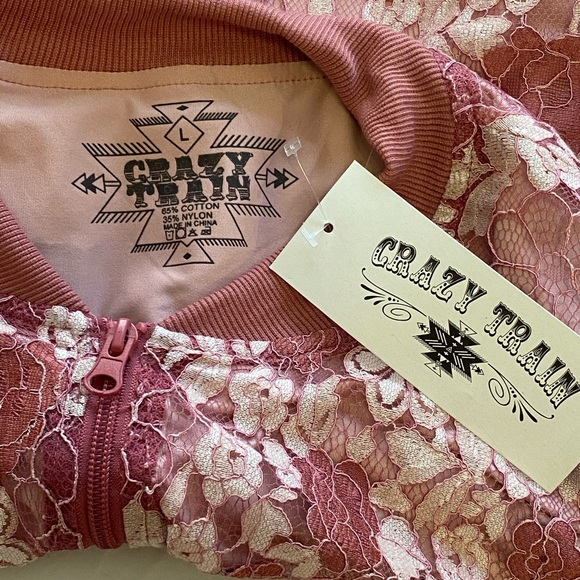 L
CRAZY
TRAIN
65% COTTON
35% NYLON
MADE IN CHINA
CRAZY TRAIN